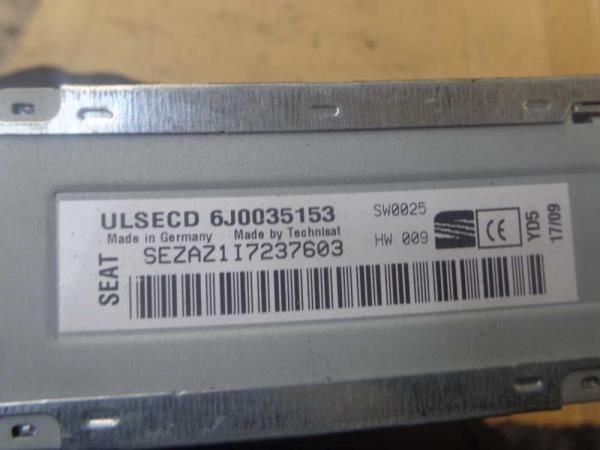 ULSECD 6J0035153
Made in Germany Made by Technisat
SEZAZ1I7237603
SEAT
SW0025
HW 009
CE
YD5
17/09